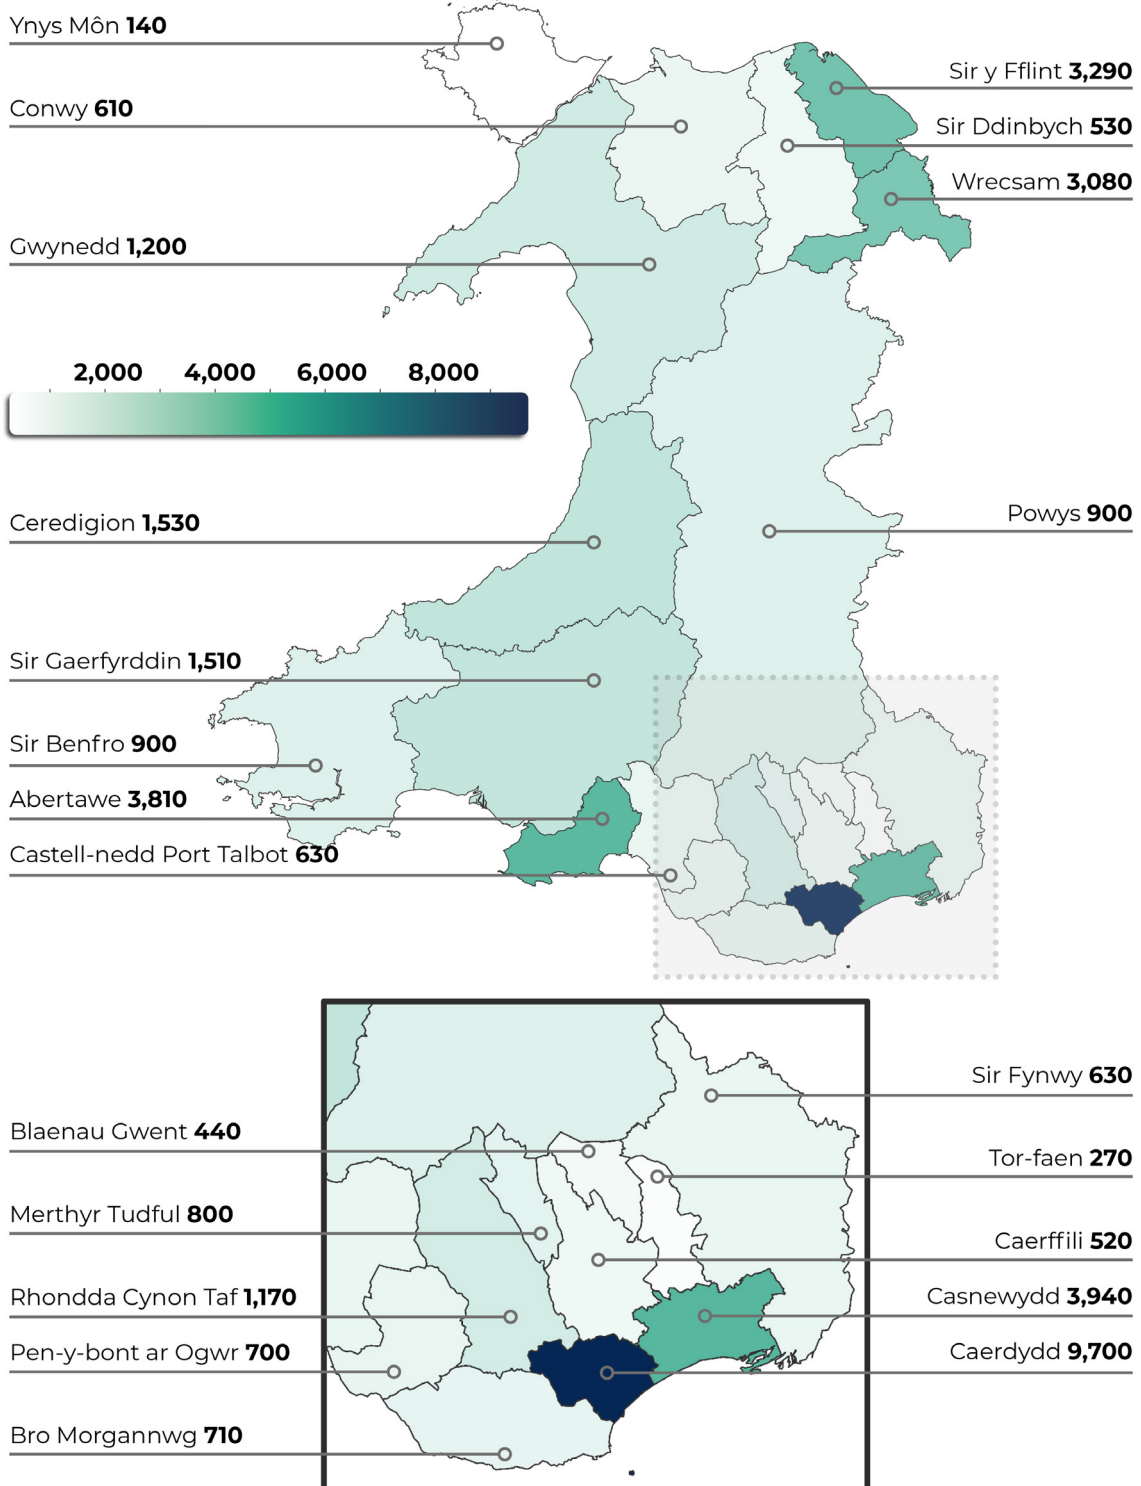 Ynys Môn 140
Conwy 610
Gwynedd 1,200
Sir y Fflint 3,290
Sir Ddinbych 530
Wrecsam 3,080
2,000 4,000 6,000 8,000
Ceredigion 1,530
Powys 900
Sir Gaerfyrddin 1,510
Sir Benfro 900
Abertawe 3,810
Castell-nedd Port Talbot 630
Blaenau Gwent 440
Merthyr Tudful 800
Rhondda Cynon Taf 1,170
Pen-y-bont ar Ogwr 700
Bro Morgannwg 710
Sir Fynwy 630
Tor-faen 270
Caerffili 520
Casnewydd 3,940
Caerdydd 9,700